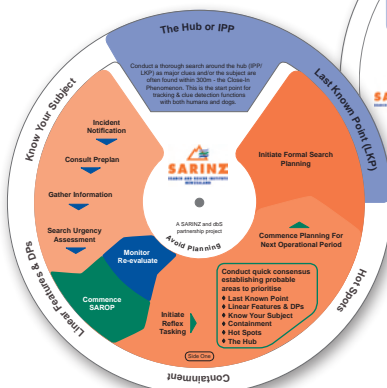 The Hub or IPP
Conduct a thorough search around the hub (IPP/
LKP) as major clues and/or the subject are
often found within 300m - the Close-In
Phenomenon. This is the start point for
tracking & clue detection functions
with both humans and dogs.
Last Known Point (LKP)
Hot Spots
Containment
Linear Features & DPs
Know Your Subject
Incident
Notification
Consult Preplan
Gather Information
Search Urgency
Assessment
Monitor
Re-evaluate
Commence
SAROP
Initiate
Reflex
Tasking
Conduct quick consensus
establishing probable
areas to prioritise
♦ Last Known Point
♦ Linear Features & DPs
♦ Know Your Subject
♦ Containment
♦ Hot Spots
♦ The Hub
Commence Planning For
Next Operational Period
Initiate Formal Search
Planning
SARINZ
SEARCH AND RESCUE INSTITUTE
NEW ZEALAND
A SARINZ and dbS
partnership project
Avoid Planning
Side One
SA